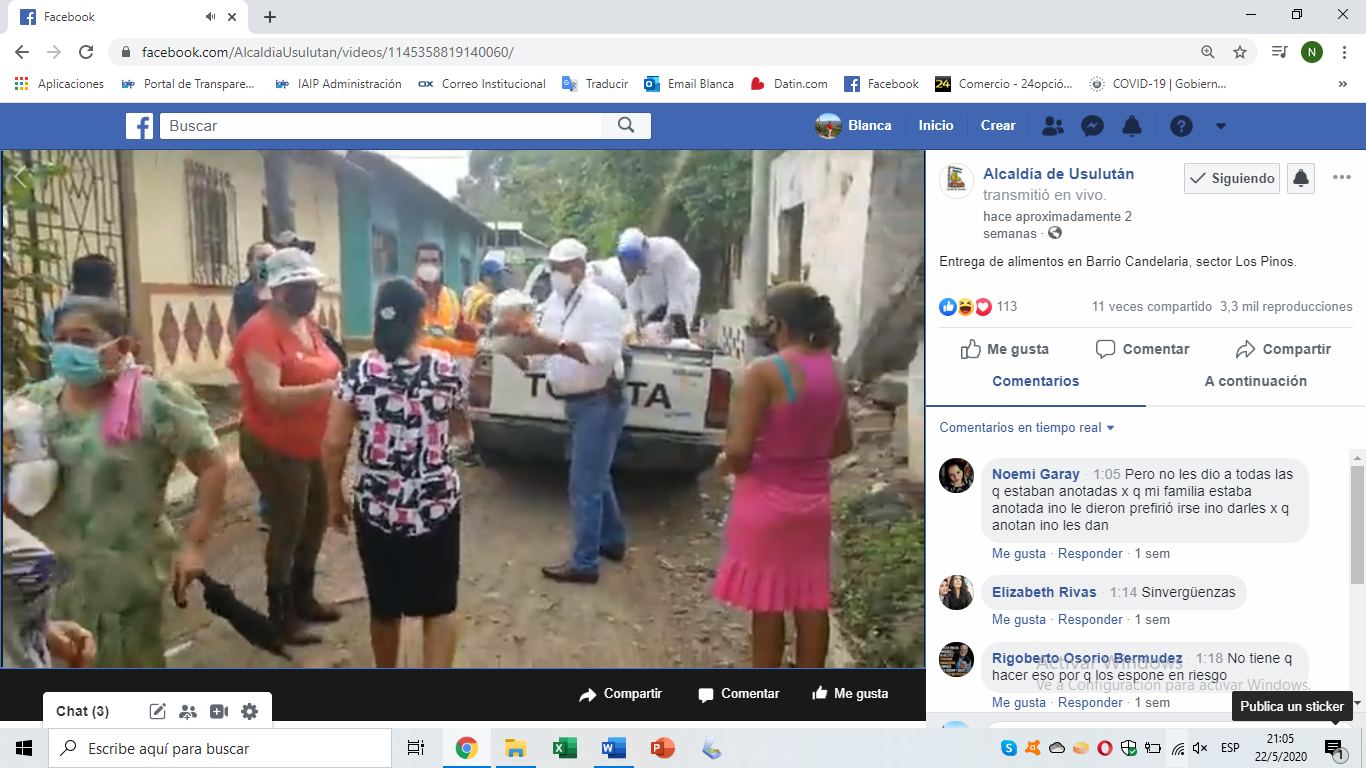 Facebook
facebook.com/AlcaldiaUsulutan/videos/1145358819140060/
N
Aplicaciones
Portal de Transpare...
IAIP Administración
Correo Institucional
Traducir
Email Blanca
Datin.com
Facebook
24
Comercio - 24opció...
COVID-19 | Gobiern...
Buscar
Blanca
Inicio
Crear
Alcaldía de Usulután
transmitió en vivo.
hace aproximadamente 2
semanas ·
Siguiendo
Entrega de alimentos en Barrio Candelaria, sector Los Pinos.
113
11 veces compartido 3,3 mil reproducciones
Me gusta
Comentar
Compartir
Comentarios
A continuación
Comentarios en tiempo real
Noemi Garay · 1:05 Pero no les dio a todas las
q estaban anotadas x q mi familia estaba
anotada ino le dieron prefirió irse ino darles x q
anotan ino les dan
Me gusta · Responder · 1 sem
Elizabeth Rivas · 1:14 Sinvergüenzas
Me gusta · Responder · 1 sem
Rigoberto Osorio Bermudez · 1:18 No tiene q
hacer eso por q los espone en riesgo
Me gusta · Responder · 1 sem
Activar Windows
Ve a Configuración para activar Windows.
Publica un sticker
TO TA
Compartir
Comentar
Me gusta
Chat (3)
Escribe aquí para buscar
ESP
21:05
22/5/2020
1